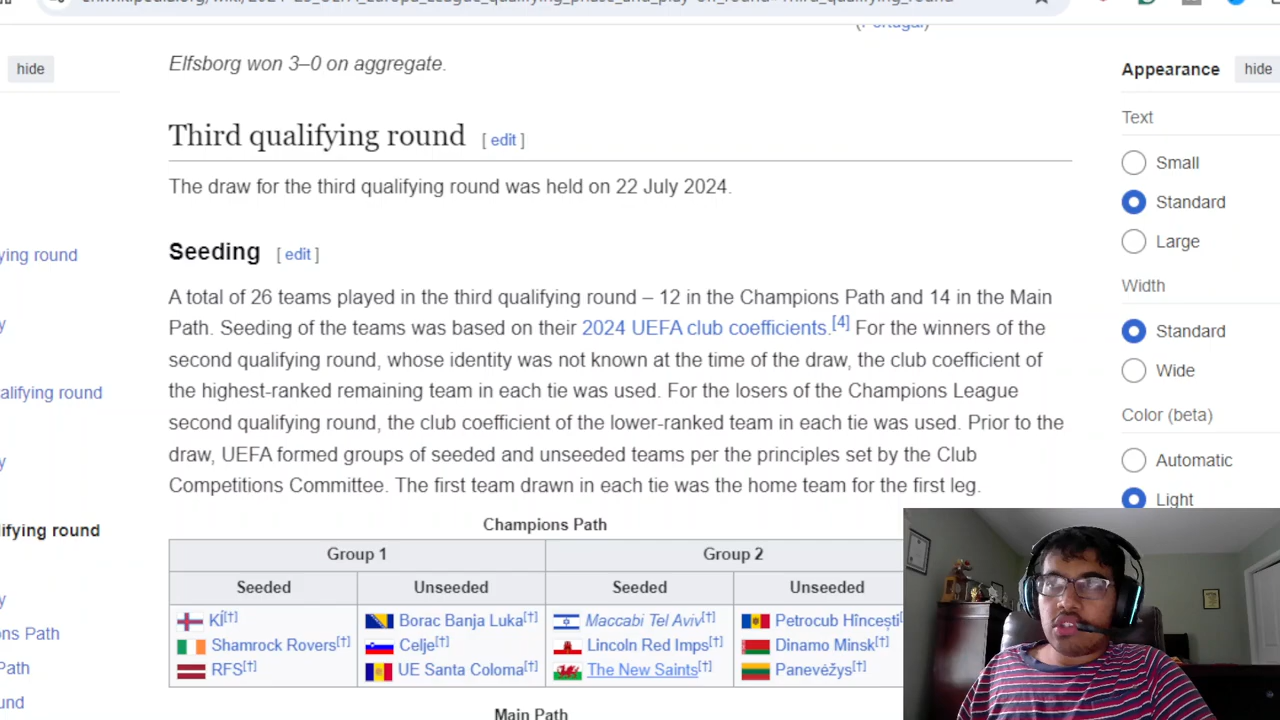 (Portugal)
hide
Elfsborg won 3–0 on aggregate.
Appearance hide
Third qualifying round [ edit ]
Text
Small
The draw for the third qualifying round was held on 22 July 2024.
Standard
Large
ying round
Seeding [ edit ]
Width
A total of 26 teams played in the third qualifying round – 12 in the Champions Path and 14 in the Main
Path. Seeding of the teams was based on their 2024 UEFA club coefficients.[4] For the winners of the
second qualifying round, whose identity was not known at the time of the draw, the club coefficient of
the highest-ranked remaining team in each tie was used. For the losers of the Champions League
second qualifying round, the club coefficient of the lower-ranked team in each tie was used. Prior to the
draw, UEFA formed groups of seeded and unseeded teams per the principles set by the Club
Competitions Committee. The first team drawn in each tie was the home team for the first leg.
Standard
Wide
y
alifying round
Color (beta)
Automatic
Light
y
lifying round
Champions Path
Group 1 Group 2
Seeded Unseeded Seeded Unseeded
KÍ[†] Borac Banja Luka[†] Maccabi Tel Aviv[†] Petrocub Hîncești[
Shamrock Rovers[†] Celje[†] Lincoln Red Imps[†] Dinamo Minsk[†]
RFS[†] UE Santa Coloma[†] The New Saints[†] Panevėžys[†]
y
ns Path
Path
und
Main Path